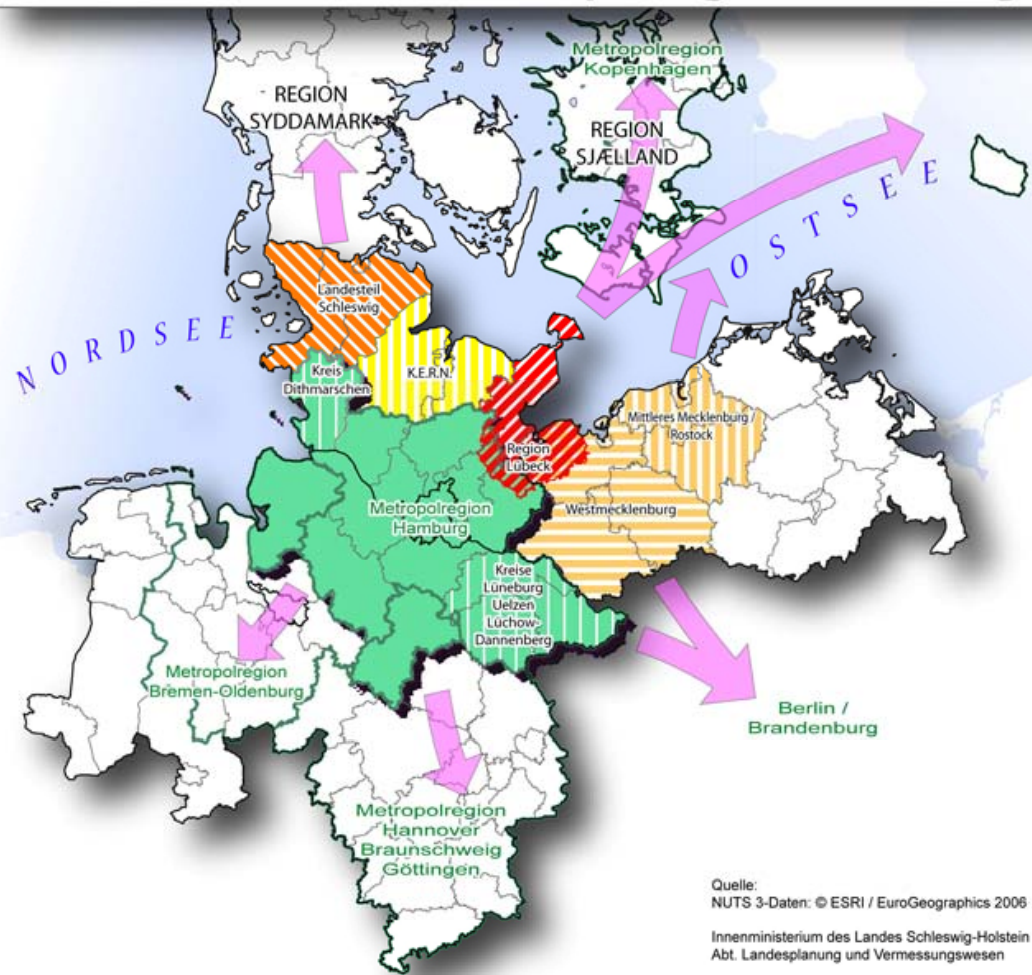 Metropolregion
Kopenhagen
REGION
SYDDAMARK
REGION
SJÆLLAND
OSTSEE
NORDSEE
Landesteil
Schleswig
Kreis
Dithmarschen
K.E.R.N.
Mittleres Mecklenburg /
Rostock
Region
Lübeck
Metropolregion
Hamburg
Westmecklenburg
Kreise
Lüneburg
Uelzen
Lüchow-
Dannenberg
Metropolregion
Bremen-Oldenburg
Berlin /
Brandenburg
Metropolregion
Hannover
Braunschweig
Göttingen
Quelle:
NUTS 3-Daten: © ESRI / EuroGeographics 2006
Innenministerium des Landes Schleswig-Holstein
Abt. Landesplanung und Vermessungswesen